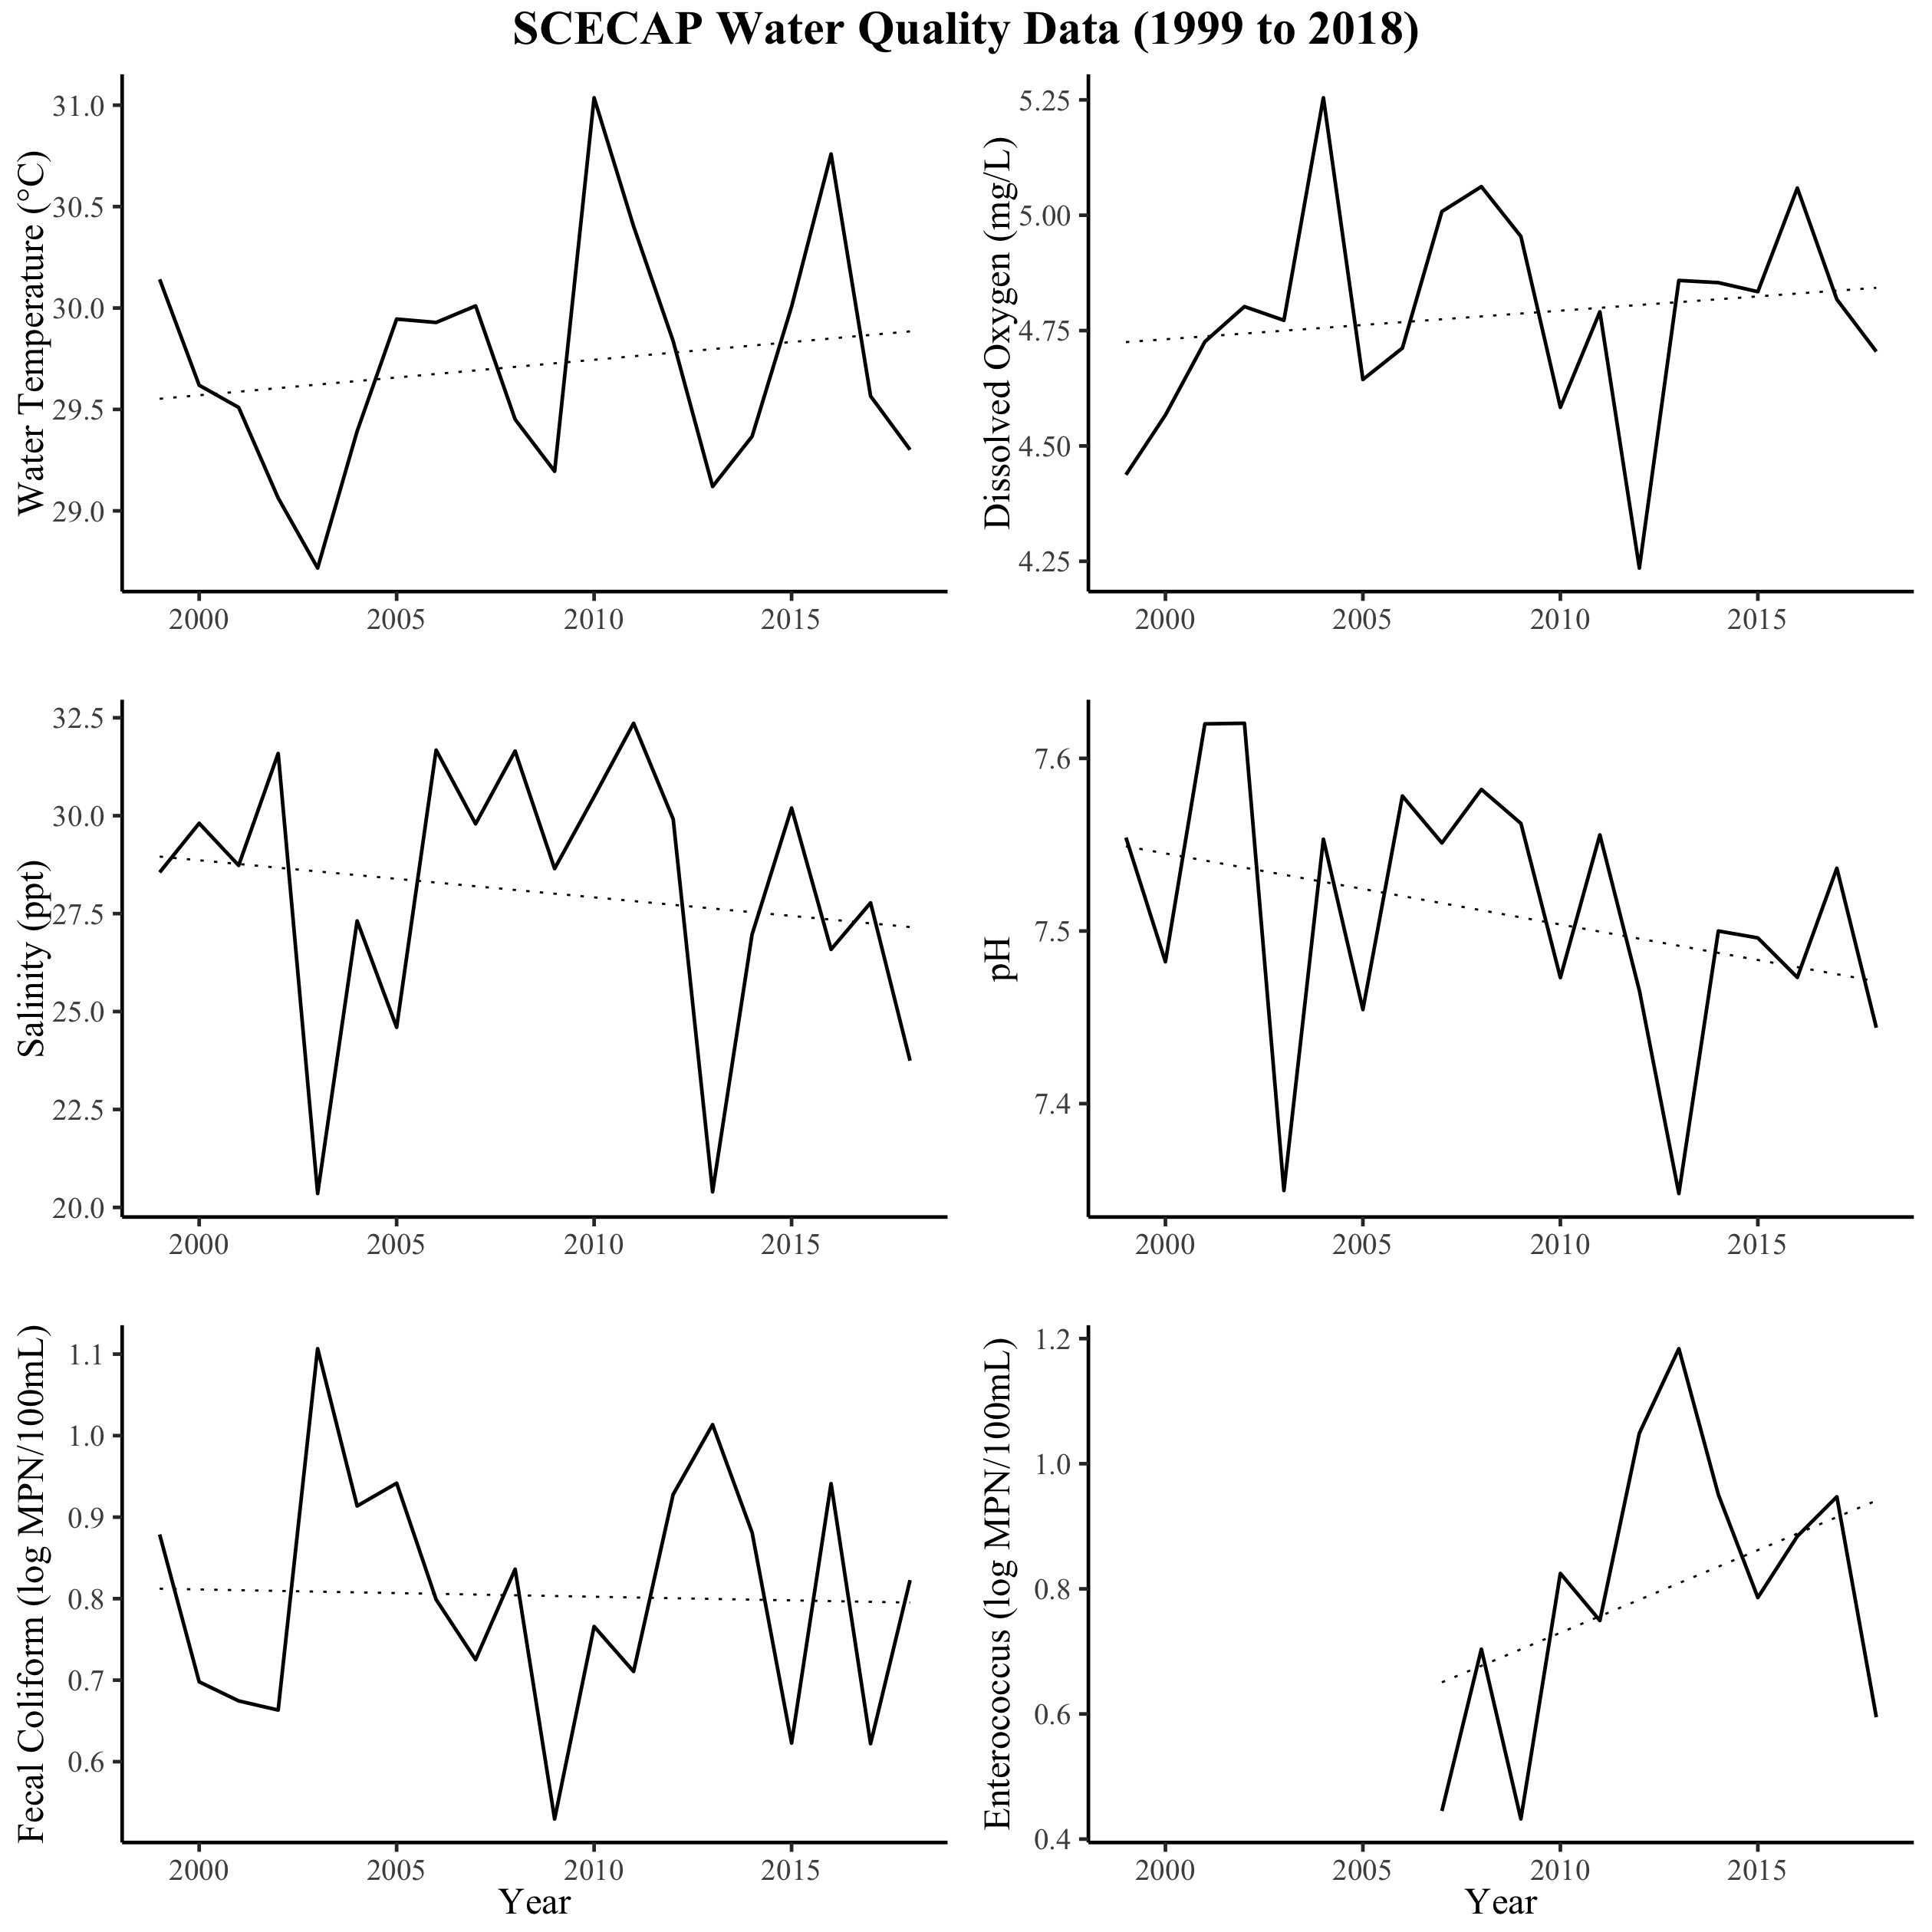 SCECAP Water Quality Data (1999 to 2018)
Water Temperature (°C)
31.0
30.5
30.0
29.5
29.0
2000 2005 2010 2015
Dissolved Oxygen (mg/L)
5.25
5.00
4.75
4.50
4.25
2000 2005 2010 2015
Salinity (ppt)
32.5
30.0
27.5
25.0
22.5
20.0
2000 2005 2010 2015
pH
7.6
7.5
7.4
2000 2005 2010 2015
Fecal Coliform (log MPN/100mL)
1.1
1.0
0.9
0.8
0.7
0.6
2000 2005 2010 2015
Year
Enterococcus (log MPN/100mL)
1.2
1.0
0.8
0.6
0.4
2000 2005 2010 2015
Year